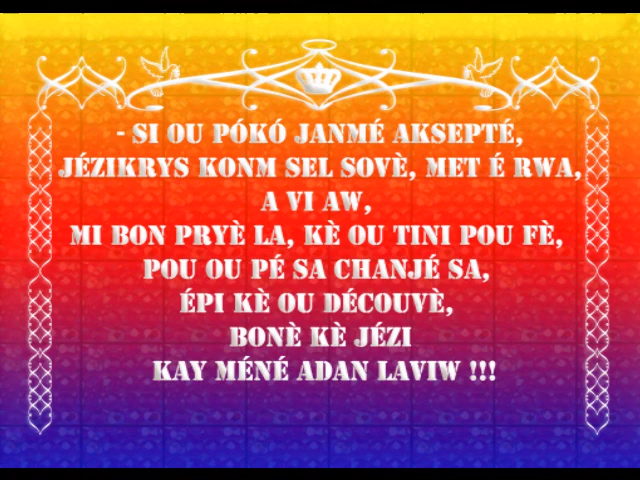 - SI OU PÓKÓ JANMÉ AKSEPTÉ,
JÉZIKRYS KONM SEL SOVÈ, MET É RWA,
A VI AW,
MI BON PRYÈ LA, KÈ OU TINI POU FÈ,
POU OU PÉ SA CHANJÉ SA,
ÉPI KÈ OU DÉCOUVÈ,
BONÈ KÈ JÉZI
KAY MÉNÉ ADAN LAVIW !!!